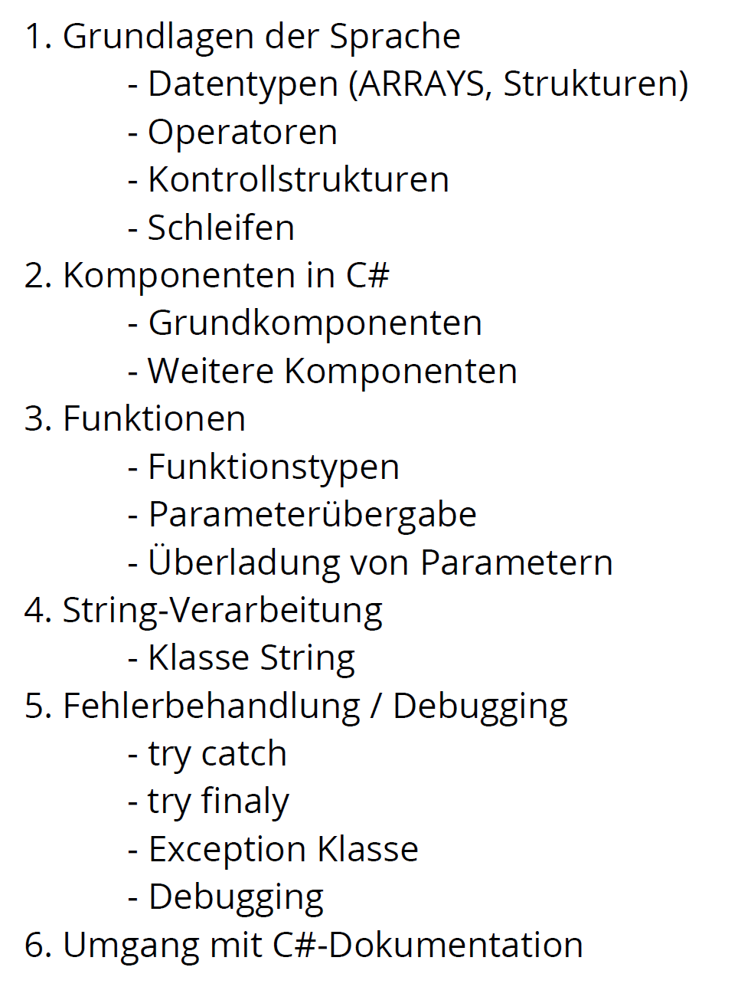 1. Grundlagen der Sprache
- Datentypen (ARRAYS, Strukturen)
- Operatoren
- Kontrollstrukturen
- Schleifen
2. Komponenten in C#
- Grundkomponenten
- Weitere Komponenten
3. Funktionen
- Funktionstypen
- Parameterübergabe
- Überladung von Parametern
4. String-Verarbeitung
- Klasse String
5. Fehlerbehandlung / Debugging
- try catch
- try finaly
- Exception Klasse
- Debugging
6. Umgang mit C#-Dokumentation